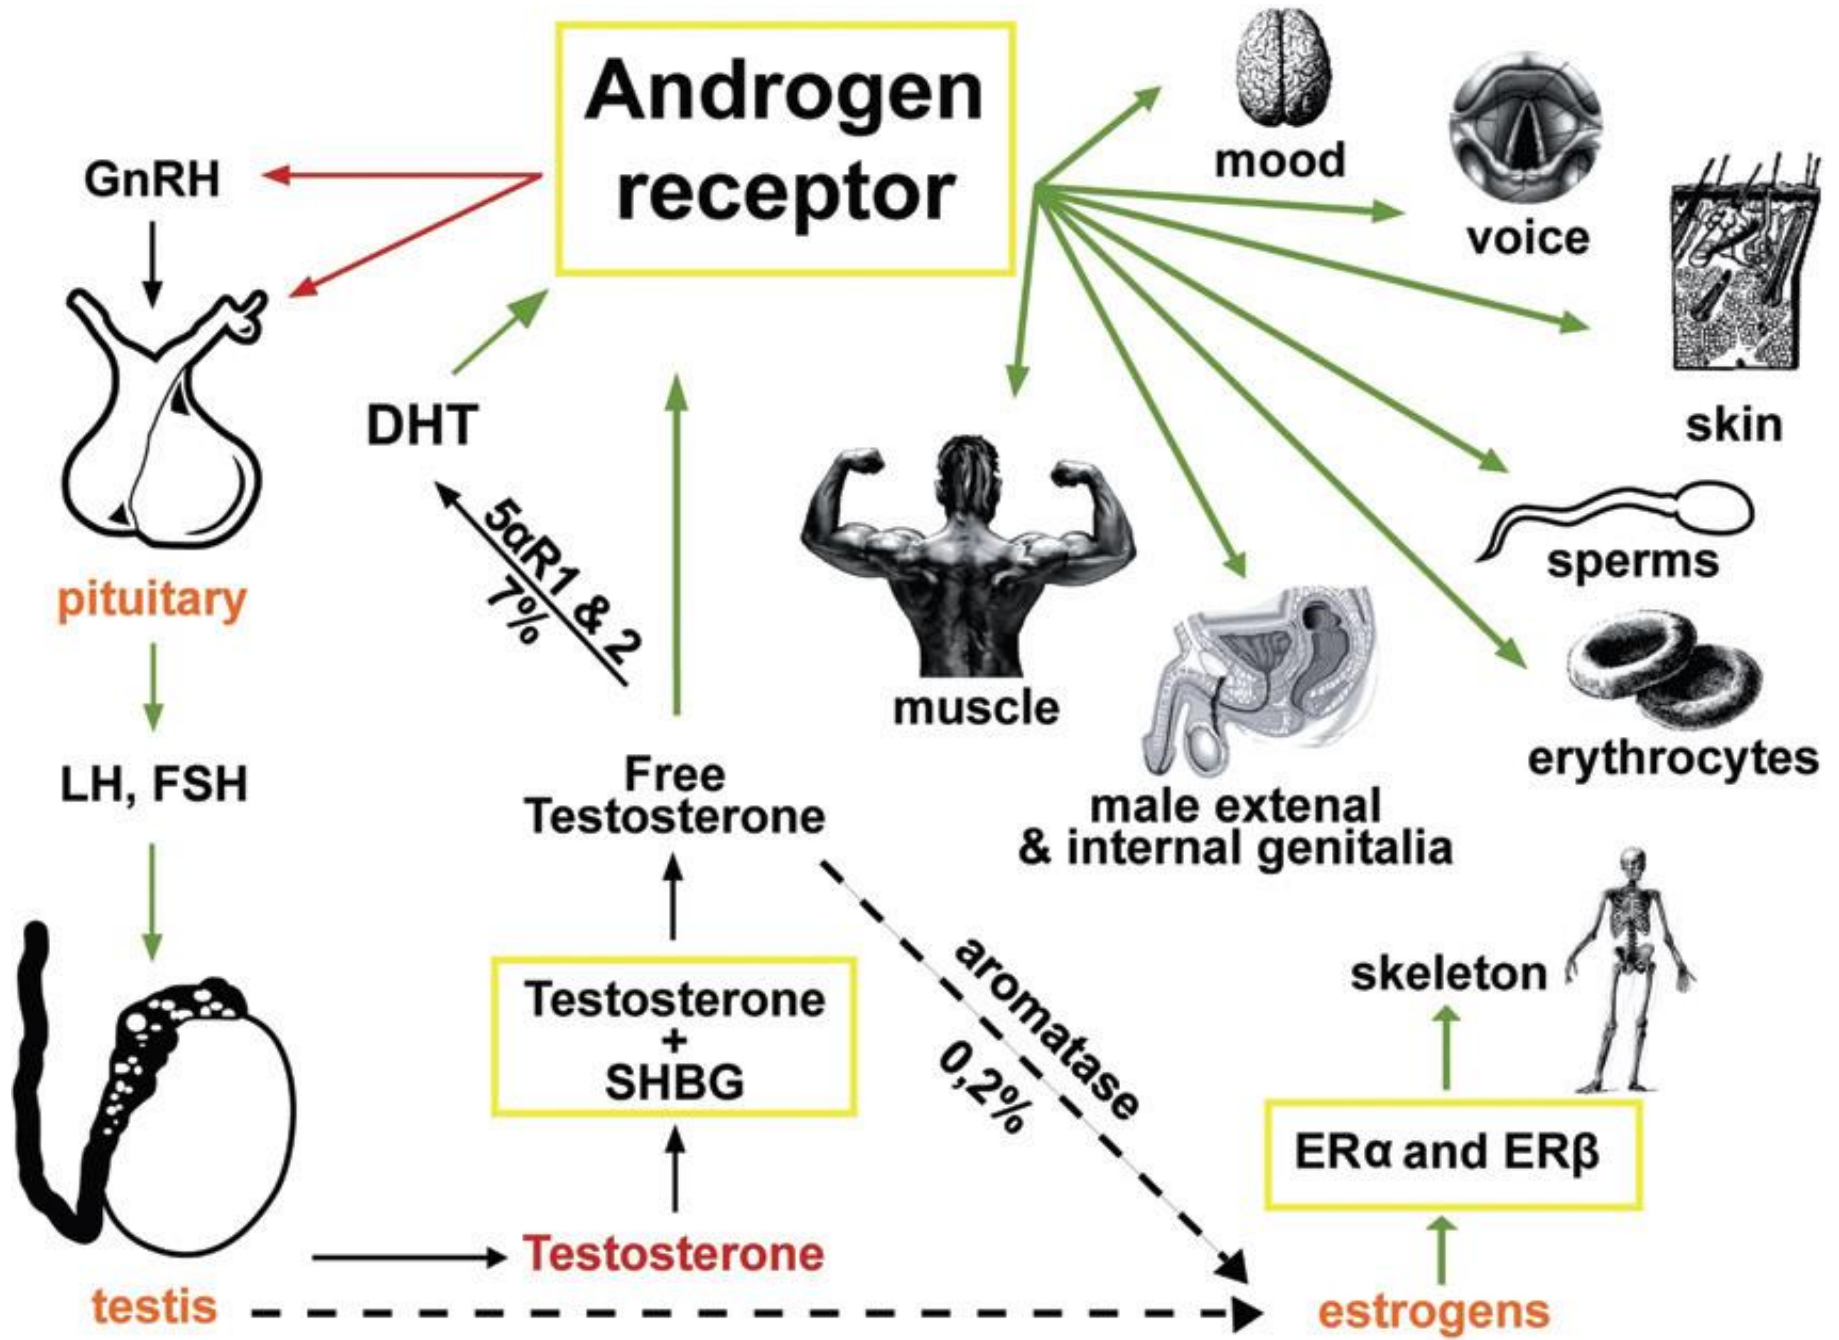 Androgen
receptor
mood
voice
skin
sperms
erythrocytes
male extenal
& internal genitalia
muscle
GnRH
pituitary
LH, FSH
testis
DHT
5αR1 & 2
7%
Free
Testosterone
Testosterone
+
SHBG
Testosterone
aromatase
0,2%
skeleton
ERα and ERβ
estrogens